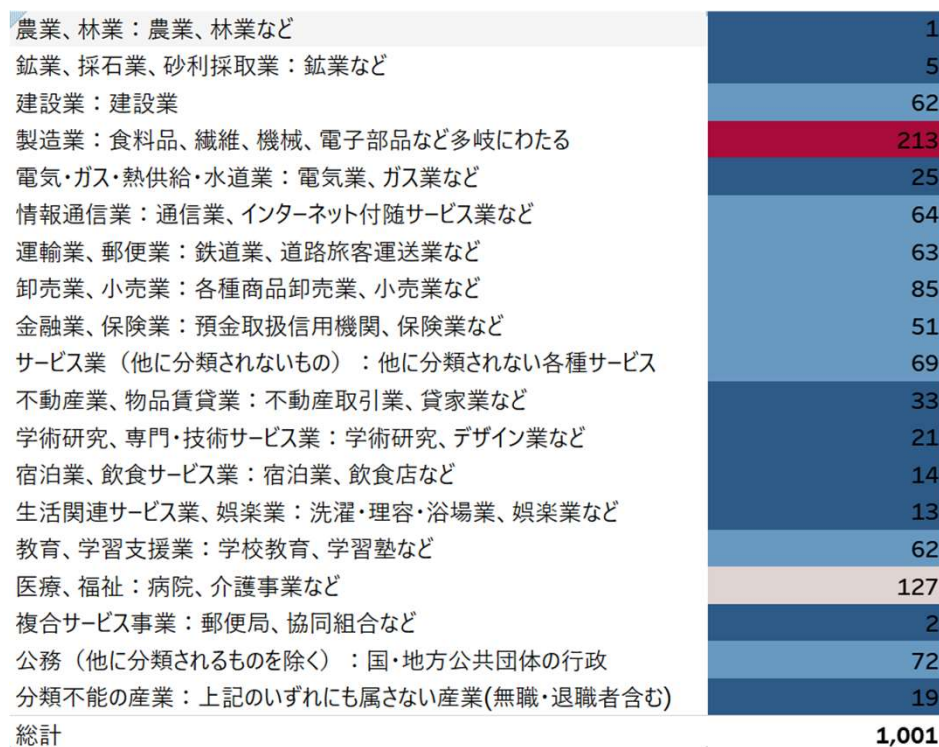 農業、林業：農業、林業など 1
鉱業、採石業、砂利採取業：鉱業など 5
建設業：建設業 62
製造業：食料品、繊維、機械、電子部品など多岐にわたる 213
電気・ガス・熱供給・水道業：電気業、ガス業など 25
情報通信業：通信業、インターネット付随サービス業など 64
運輸業、郵便業：鉄道業、道路旅客運送業など 63
卸売業、小売業：各種商品卸売業、小売業など 85
金融業、保険業：預金取扱信用機関、保険業など 51
サービス業（他に分類されないもの）：他に分類されない各種サービス 69
不動産業、物品賃貸業：不動産取引業、貸家業など 33
学術研究、専門・技術サービス業：学術研究、デザイン業など 21
宿泊業、飲食サービス業：宿泊業、飲食店など 14
生活関連サービス業、娯楽業：洗濯・理容・浴場業、娯楽業など 13
教育、学習支援業：学校教育、学習塾など 62
医療、福祉：病院、介護事業など 127
複合サービス事業：郵便局、協同組合など 2
公務（他に分類されるものを除く）：国・地方公共団体の行政 72
分類不能の産業：上記のいずれにも属さない産業(無職・退職者含む) 19
総計 1,001